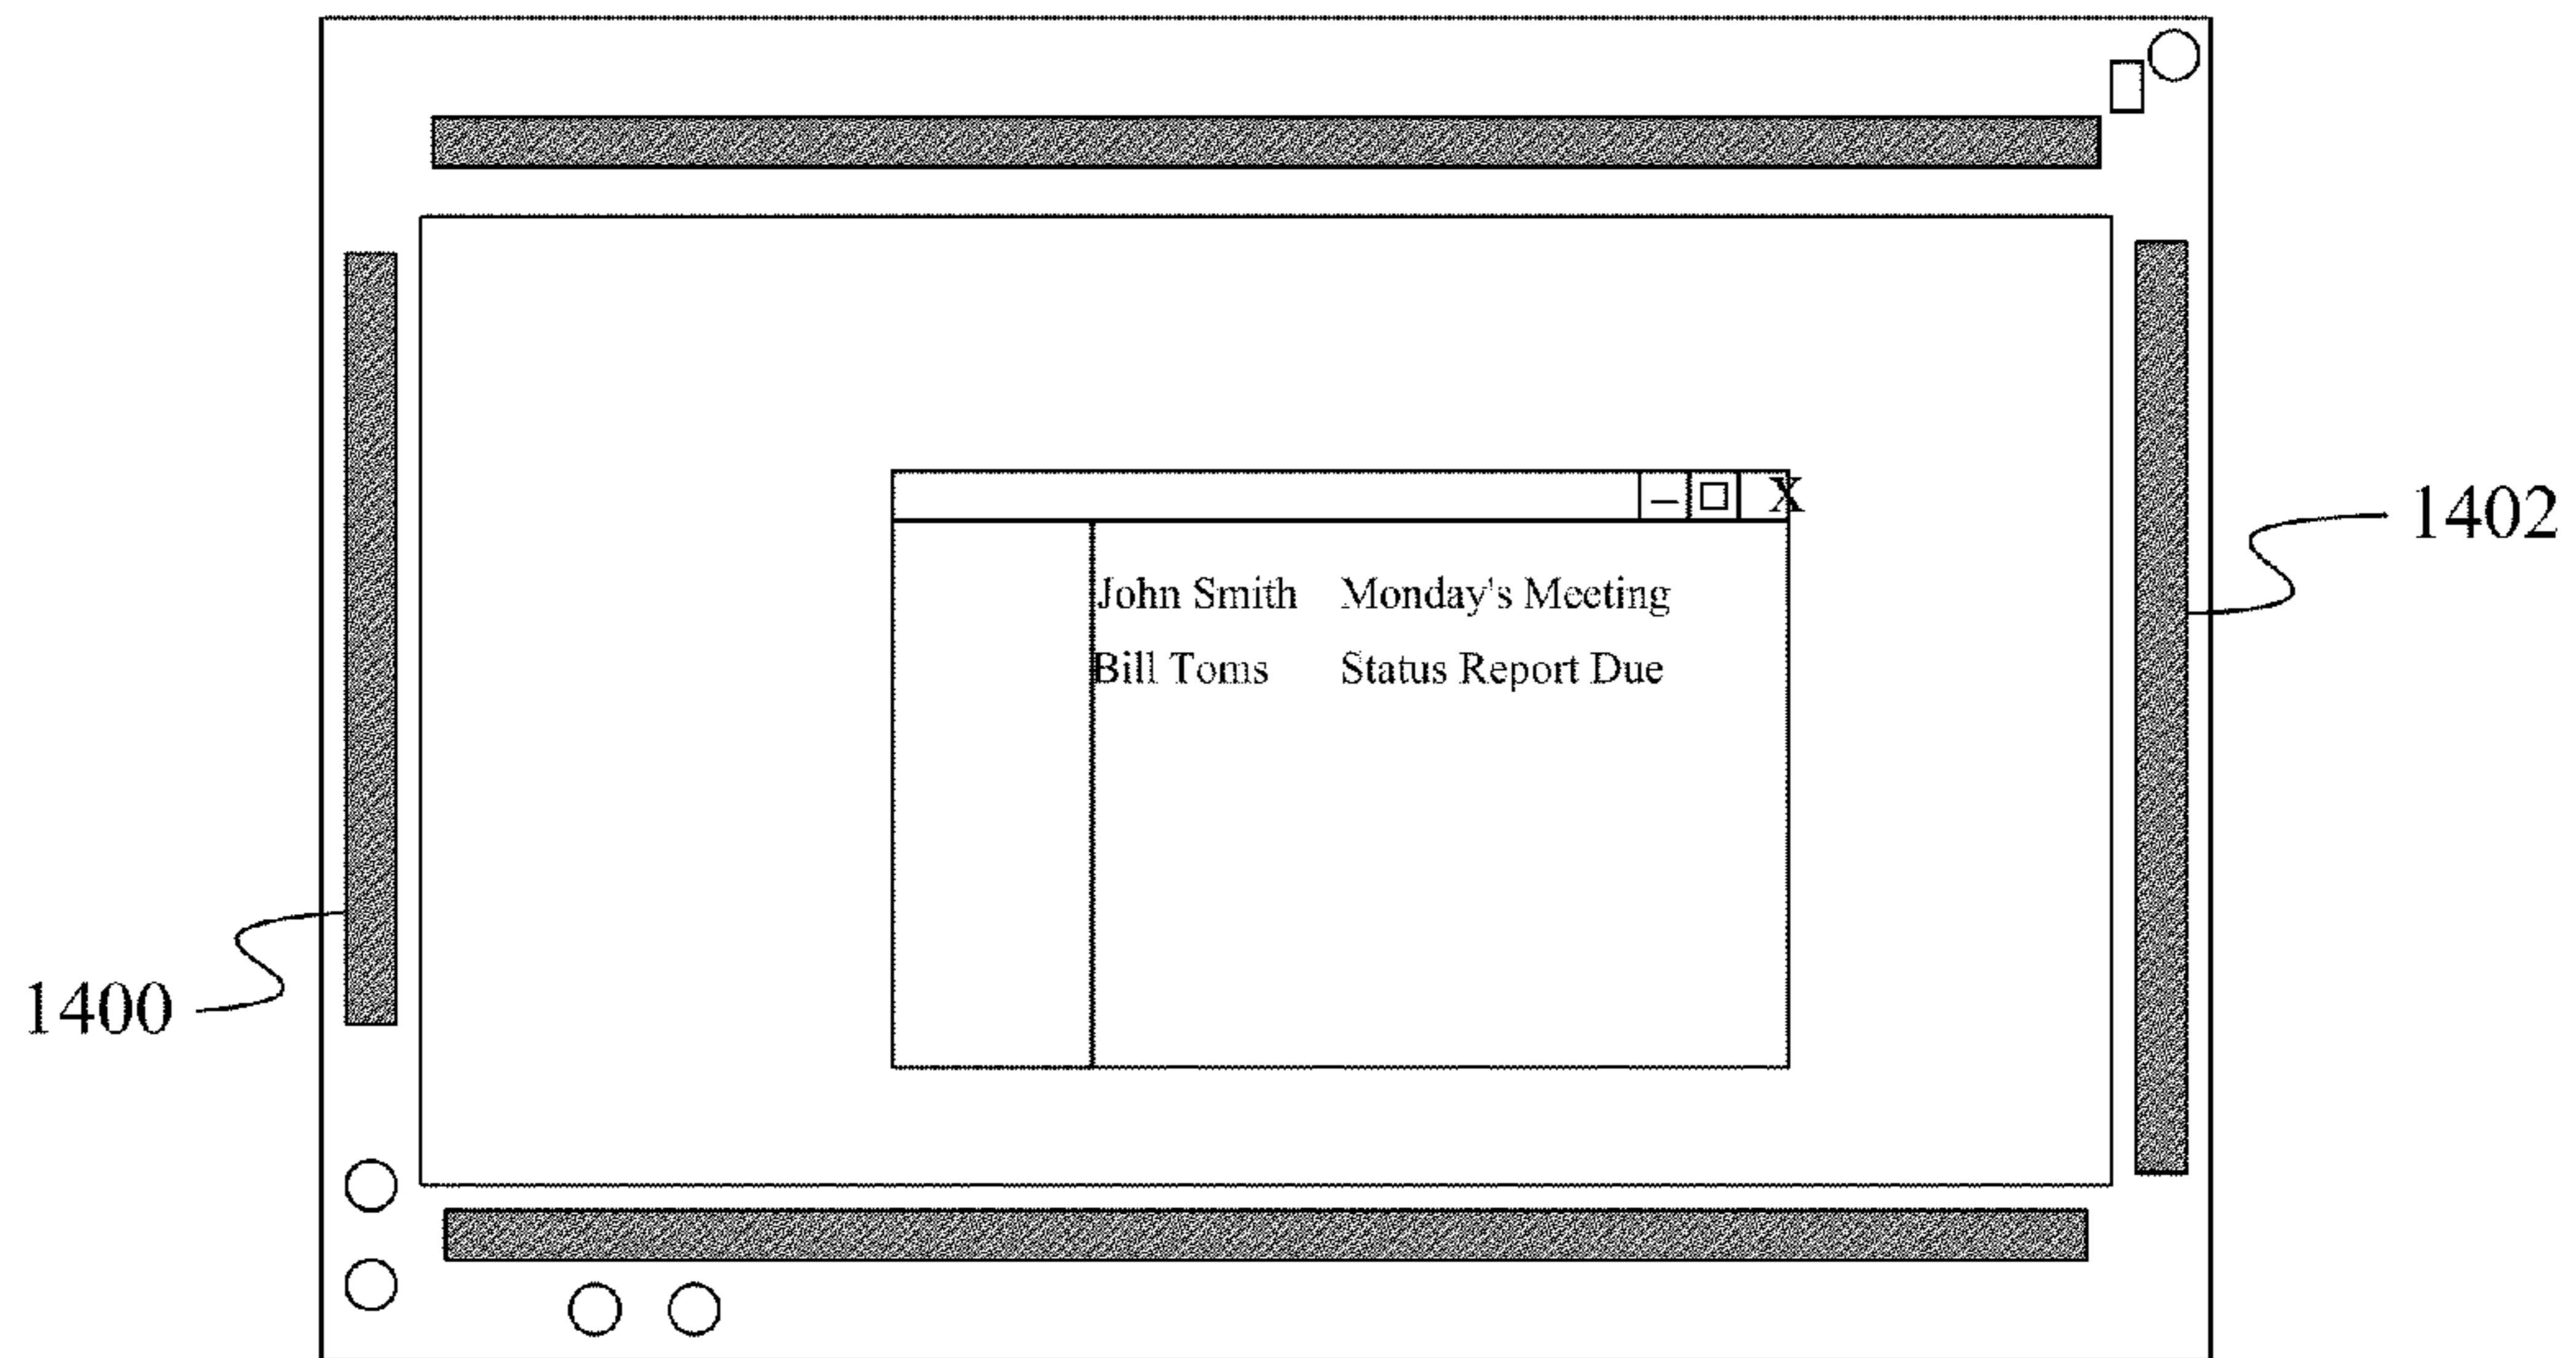 X
1402
John Smith Monday's Meeting
Bill Toms Status Report Due
1400